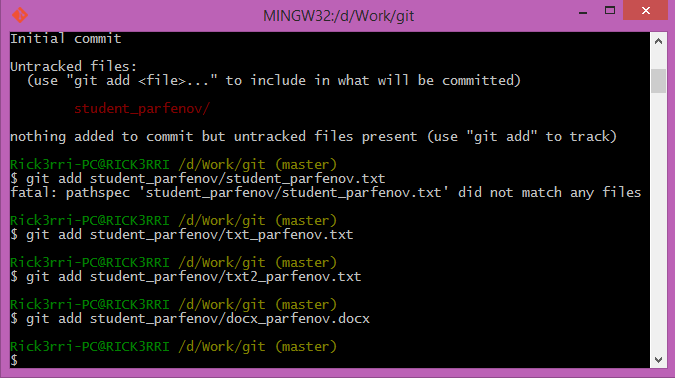 MINGW32:/d/Work/git
Initial commit
Untracked files:
(use "git add <file>..." to include in what will be committed)
student_parfenov/
nothing added to commit but untracked files present (use "git add" to track)
Rick3rri-PC@RICK3RRI /d/Work/git (master)
$ git add student_parfenov/student_parfenov.txt
fatal: pathspec 'student_parfenov/student_parfenov.txt' did not match any files
Rick3rri-PC@RICK3RRI /d/Work/git (master)
$ git add student_parfenov/txt_parfenov.txt
Rick3rri-PC@RICK3RRI /d/Work/git (master)
$ git add student_parfenov/txt2_parfenov.txt
Rick3rri-PC@RICK3RRI /d/Work/git (master)
$ git add student_parfenov/docx_parfenov.docx
Rick3rri-PC@RICK3RRI /d/Work/git (master)
$